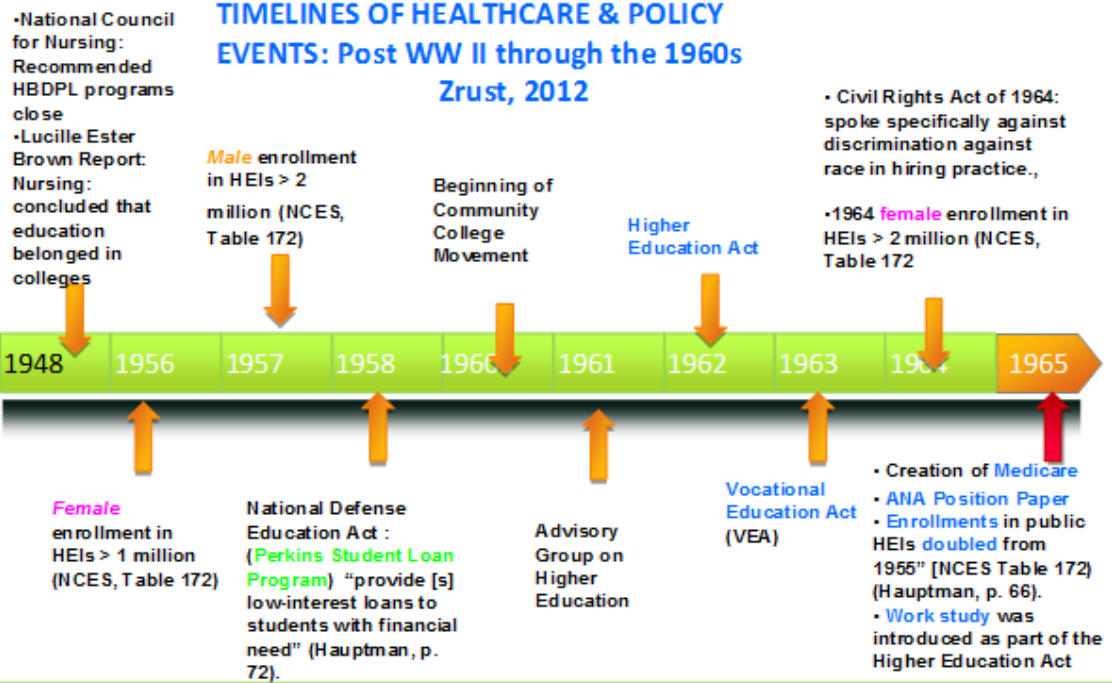 TIMELINES OF HEALTHCARE & POLICY
EVENTS: Post WW II through the 1960s
Zrust, 2012
•National Council
for Nursing:
Recommended
HBDPL programs
close
•Lucille Ester
Brown Report:
Nursing:
concluded that
education
belonged in
colleges
Male enrollment
in HEIs > 2
million (NCES,
Table 172)
Beginning of
Community
College
Movement
Higher
Education Act
• Civil Rights Act of 1964:
spoke specifically against
discrimination against
race in hiring practice.,
•1964 female enrollment in
HEIs > 2 million (NCES,
Table 172
1948 1956 1957 1958 1960 1961 1962 1963 1964 1965
Female
enrollment in
HEIs > 1 million
(NCES, Table 172)
National Defense
Education Act :
(Perkins Student Loan
Program) “provide [s]
low-interest loans to
students with financial
need” (Hauptman, p.
72).
Advisory
Group on
Higher
Education
Vocational
Education Act
(VEA)
• Creation of Medicare
• ANA Position Paper
• Enrollments in public
HEIs doubled from
1955” [NCES Table 172)
(Hauptman, p. 66).
• Work study was
introduced as part of the
Higher Education Act